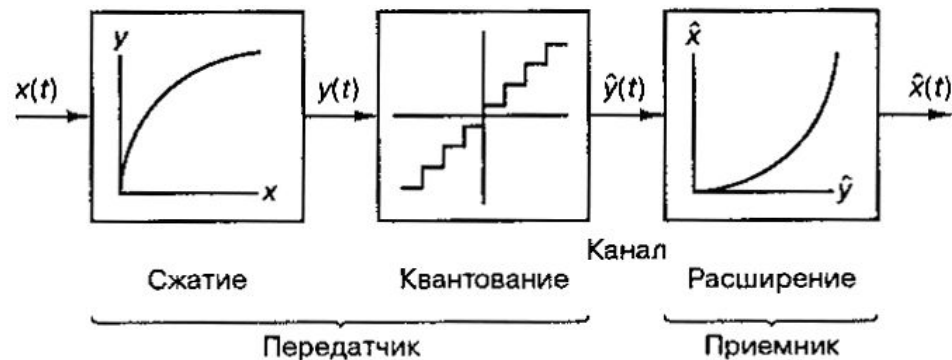 y
x̂
x(t)
y(t)
ŷ(t)
x̂(t)
x
ŷ
Канал
Сжатие
Квантование
Расширение
Передатчик
Приемник